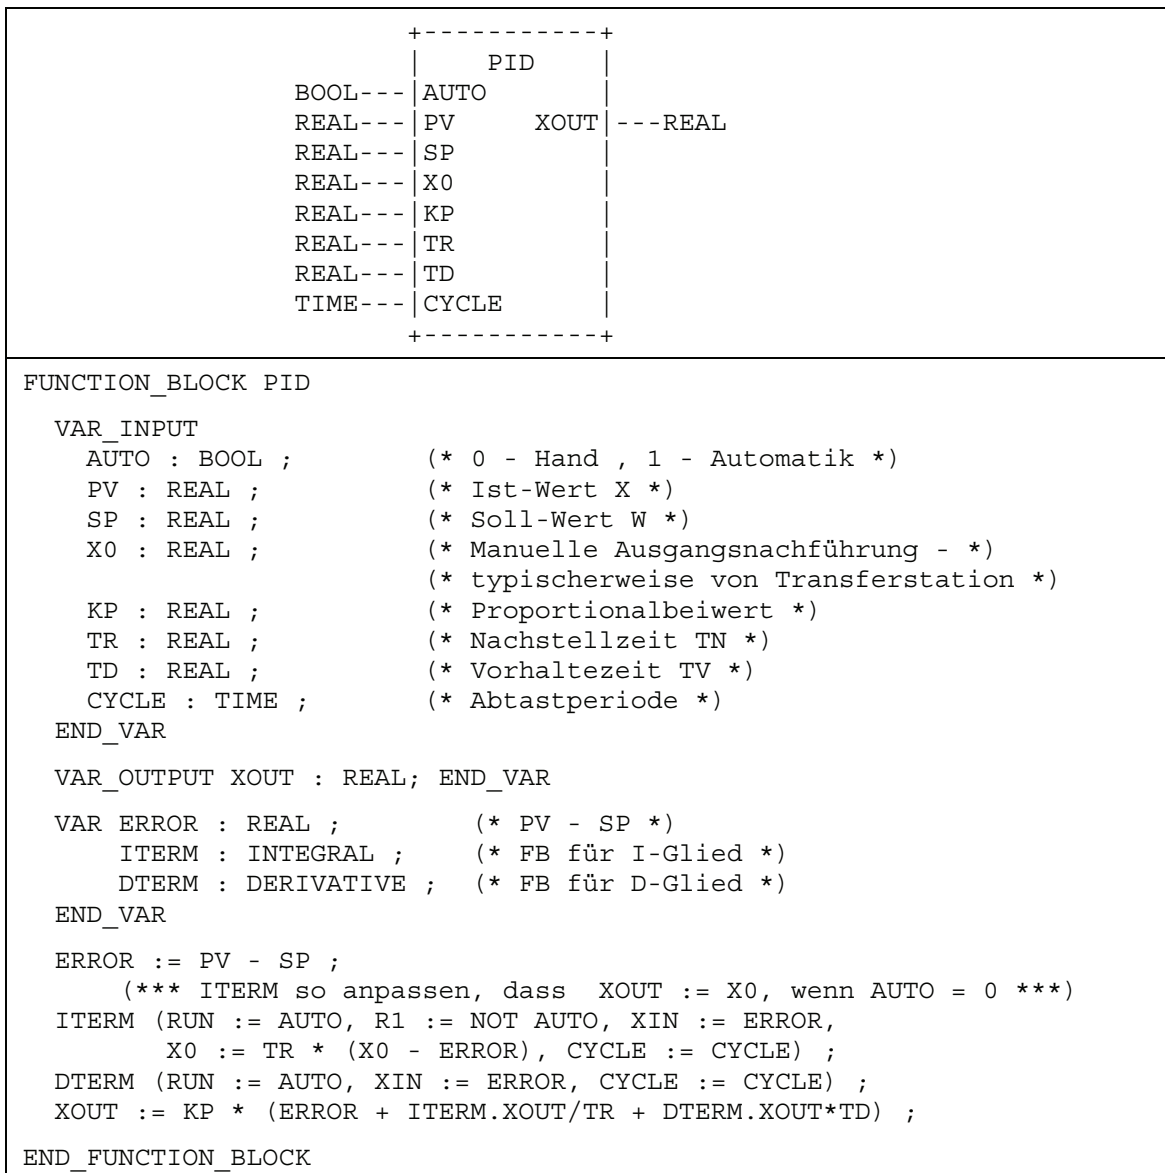 +-----------+
|    PID    |
BOOL---|AUTO       |
REAL---|PV     XOUT|---REAL
REAL---|SP         |
REAL---|X0         |
REAL---|KP         |
REAL---|TR         |
REAL---|TD         |
TIME---|CYCLE      |
+-----------+
FUNCTION_BLOCK PID
VAR_INPUT
AUTO : BOOL ;          (* 0 - Hand , 1 - Automatik *)
PV : REAL ;            (* Ist-Wert X *)
SP : REAL ;            (* Soll-Wert W *)
X0 : REAL ;            (* Manuelle Ausgangsnachführung - *)
(* typischerweise von Transferstation *)
KP : REAL ;            (* Proportionalbeiwert *)
TR : REAL ;            (* Nachstellzeit TN *)
TD : REAL ;            (* Vorhaltezeit TV *)
CYCLE : TIME ;         (* Abtastperiode *)
END_VAR
VAR_OUTPUT XOUT : REAL; END_VAR
VAR ERROR : REAL ;         (* PV - SP *)
ITERM : INTEGRAL ;    (* FB für I-Glied *)
DTERM : DERIVATIVE ;  (* FB für D-Glied *)
END_VAR
ERROR := PV - SP ;
(*** ITERM so anpassen, dass  XOUT := X0, wenn AUTO = 0 ***)
ITERM (RUN := AUTO, R1 := NOT AUTO, XIN := ERROR,
X0 := TR * (X0 - ERROR), CYCLE := CYCLE) ;
DTERM (RUN := AUTO, XIN := ERROR, CYCLE := CYCLE) ;
XOUT := KP * (ERROR + ITERM.XOUT/TR + DTERM.XOUT*TD) ;
END_FUNCTION_BLOCK